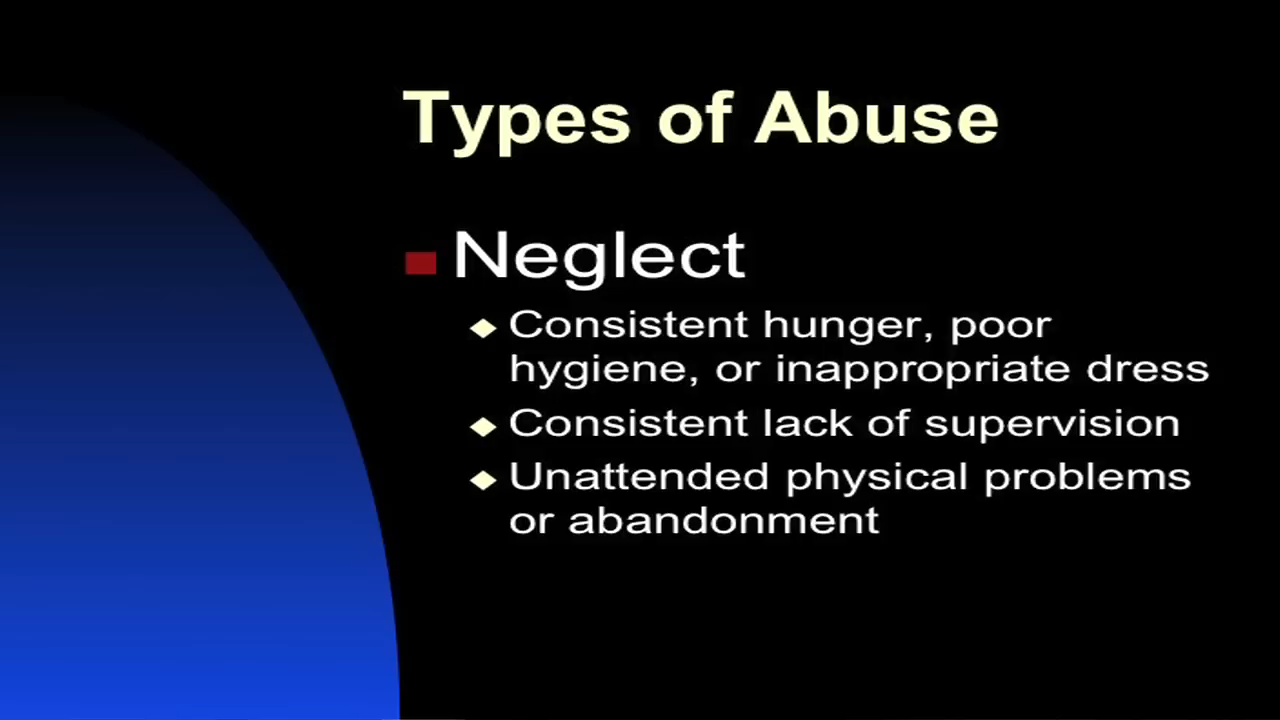 Types of Abuse
Neglect
Consistent hunger, poor
hygiene, or inappropriate dress
Consistent lack of supervision
Unattended physical problems
or abandonment